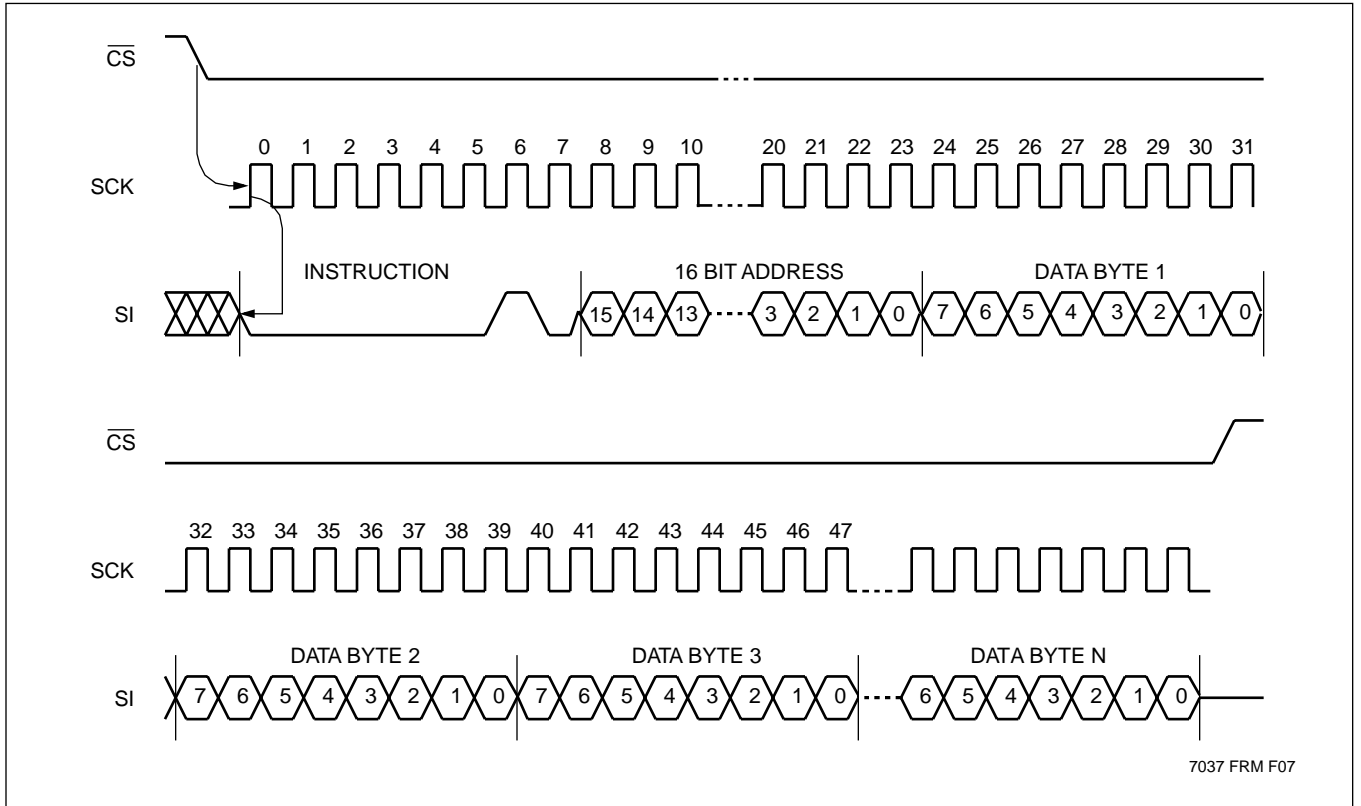 CS
0 1 2 3 4 5 6 7 8 9 10 20 21 22 23 24 25 26 27 28 29 30 31
SCK
INSTRUCTION 16 BIT ADDRESS DATA BYTE 1
SI 15 14 13 3 2 1 0 7 6 5 4 3 2 1 0
CS
32 33 34 35 36 37 38 39 40 41 42 43 44 45 46 47
SCK
DATA BYTE 2 DATA BYTE 3 DATA BYTE N
SI 7 6 5 4 3 2 1 0 7 6 5 4 3 2 1 0 6 5 4 3 2 1 0
7037 FRM F07